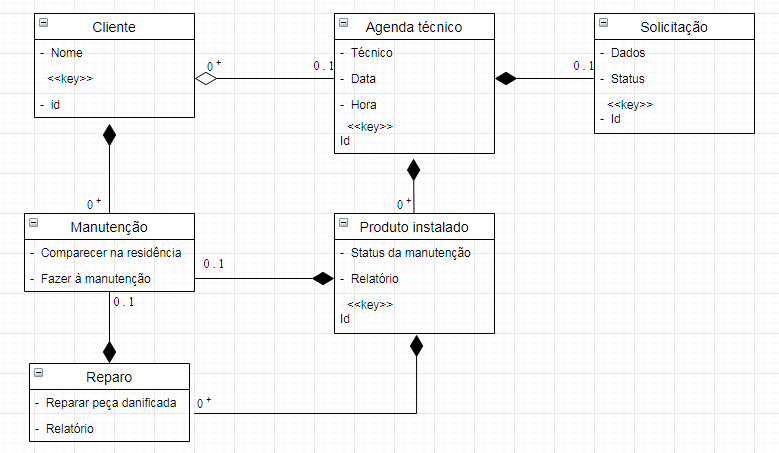 Cliente
- Nome
<<key>>
- id
0 +
0 . 1
Agenda técnico
- Técnico
- Data
- Hora
<<key>>
Id
0 . 1
Solicitação
- Dados
- Status
<<key>>
- Id
0 +
0 +
Manutenção
- Comparecer na residência
- Fazer à manutenção
0 . 1
Produto instalado
- Status da manutenção
- Relatório
<<key>>
Id
0 . 1
Reparo
- Reparar peça danificada
- Relatório
0 +